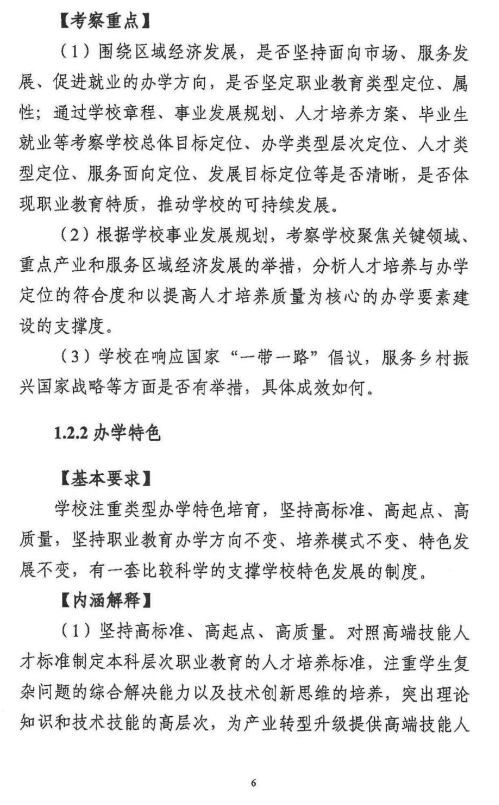 【考察重点】
（1）围绕区域经济发展，是否坚持面向市场、服务发
展、促进就业的办学方向，是否坚定职业教育类型定位、属
性；通过学校章程、事业发展规划、人才培养方案、毕业生
就业等考察学校总体目标定位、办学类型层次定位、人才类
型定位、服务面向定位、发展目标定位等是否清晰，是否体
现职业教育特质，推动学校的可持续发展。
（2）根据学校事业发展规划，考察学校聚焦关键领域、
重点产业和服务区域经济发展的举措，分析人才培养与办学
定位的符合度和以提高人才培养质量为核心的办学要素建
设的支撑度。
（3）学校在响应国家“一带一路”倡议，服务乡村振
兴国家战略等方面是否有举措，具体成效如何。
1.2.2 办学特色
【基本要求】
学校注重类型办学特色培育，坚持高标准、高起点、高
质量，坚持职业教育办学方向不变、培养模式不变、特色发
展不变，有一套比较科学的支撑学校特色发展的制度。
【内涵解释】
（1）坚持高标准、高起点、高质量。对照高端技能人
才标准制定本科层次职业教育的人才培养标准，注重学生复
杂问题的综合解决能力以及技术创新思维的培养，突出理论
知识和技术技能的高层次，为产业转型升级提供高端技能人
6